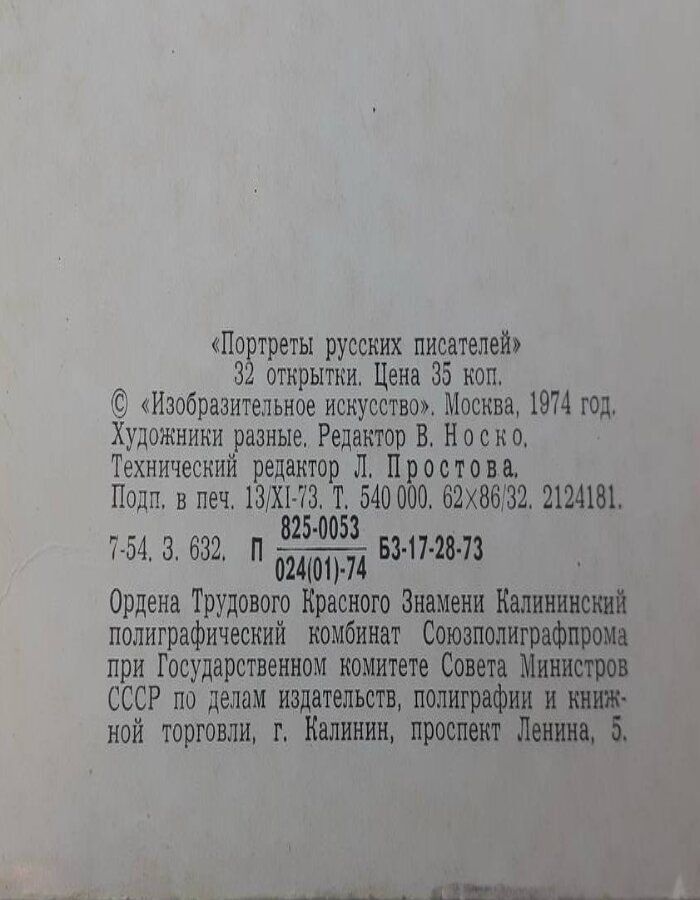 «Портреты русских писателей»
32 открытки. Цена 35 коп.
© «Изобразительное искусство». Москва, 1974 год.
Художники разные. Редактор В. Носко.
Технический редактор Л. Простова.
Подп. в печ. 13/XI-73. Т. 540 000. 62×86/32. 2124181.
7-54. З. 632. П 825-0053 БЗ-17-28-73
024(01)-74
Ордена Трудового Красного Знамени Калининский
полиграфический комбинат Союзполиграфпрома
при Государственном комитете Совета Министров
СССР по делам издательств, полиграфии и книж-
ной торговли, г. Калинин, проспект Ленина, 5.